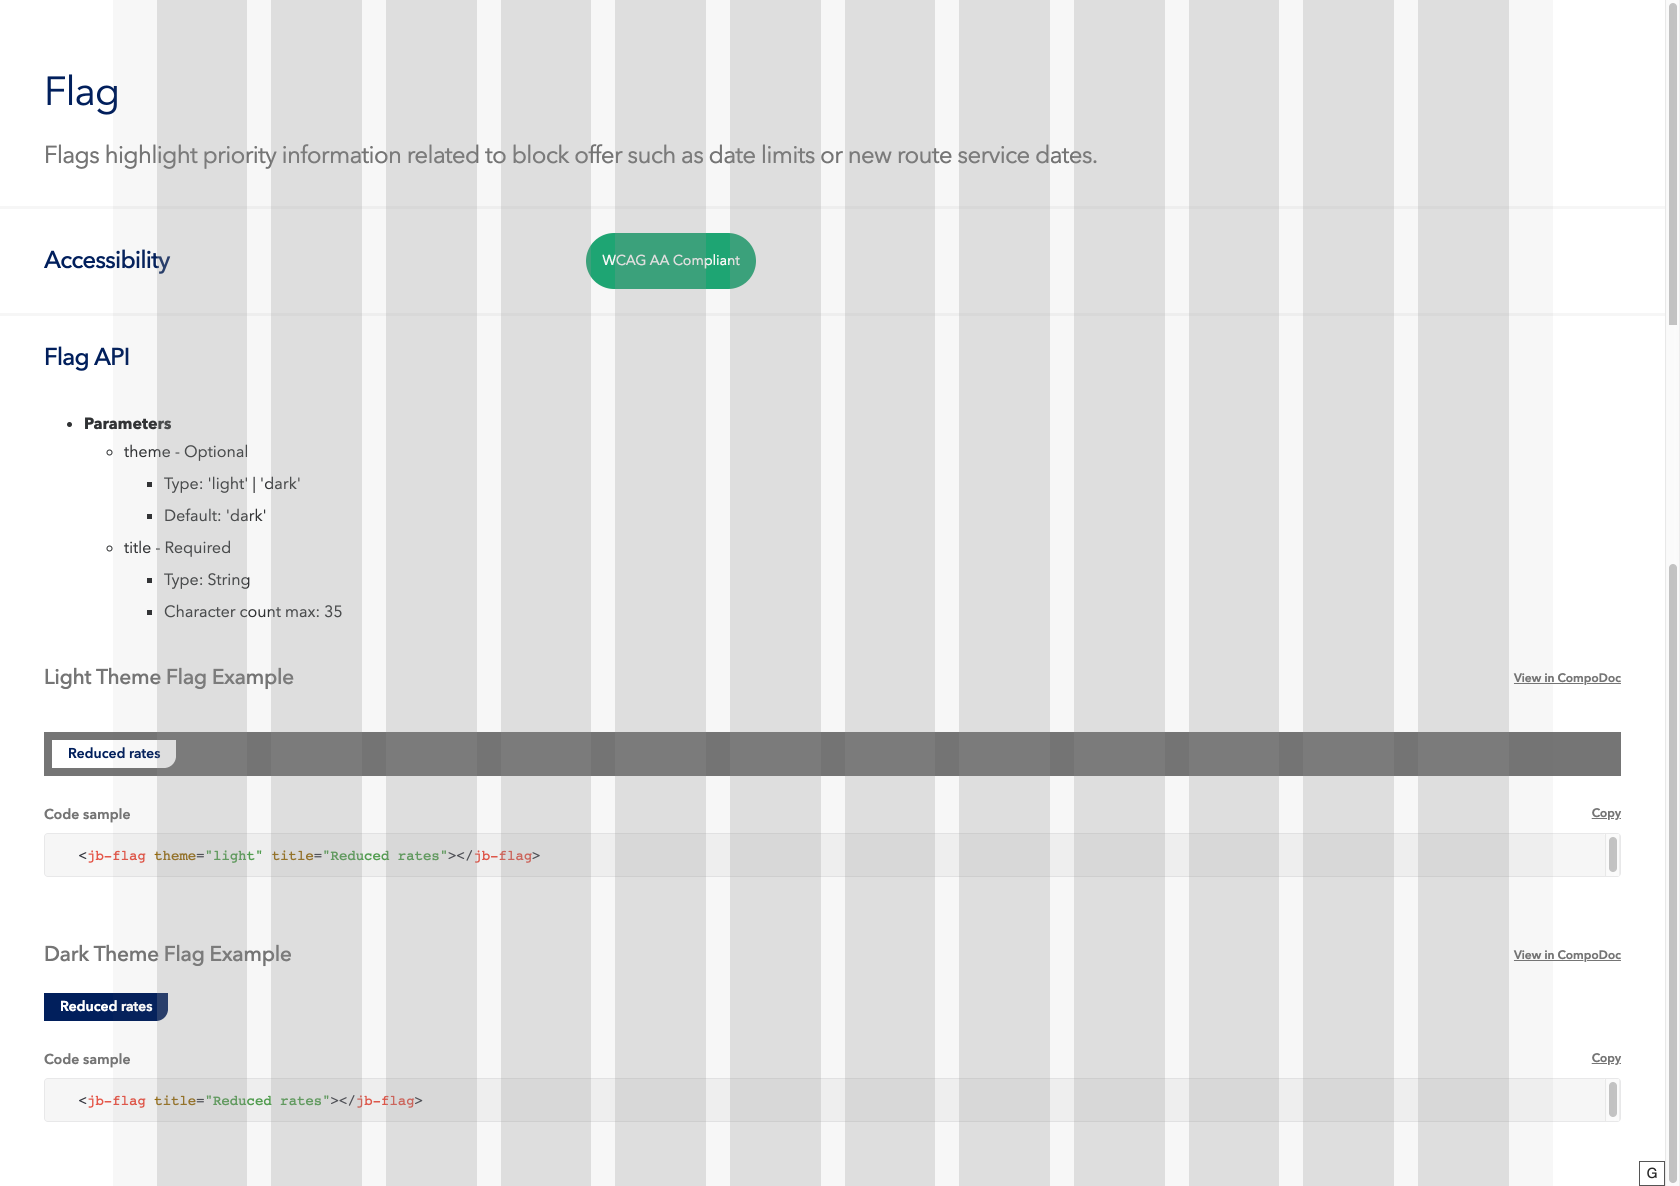 Flag
Flags highlight priority information related to block offer such as date limits or new route service dates.
Accessibility
WCAG AA Compliant
Flag API
Parameters
theme - Optional
Type: 'light' | 'dark'
Default: 'dark'
title - Required
Type: String
Character count max: 35
Light Theme Flag Example
View in CompoDoc
Reduced rates
Code sample
Copy
<jb-flag theme="light" title="Reduced rates"></jb-flag>
Dark Theme Flag Example
View in CompoDoc
Reduced rates
Code sample
Copy
<jb-flag title="Reduced rates"></jb-flag>
G